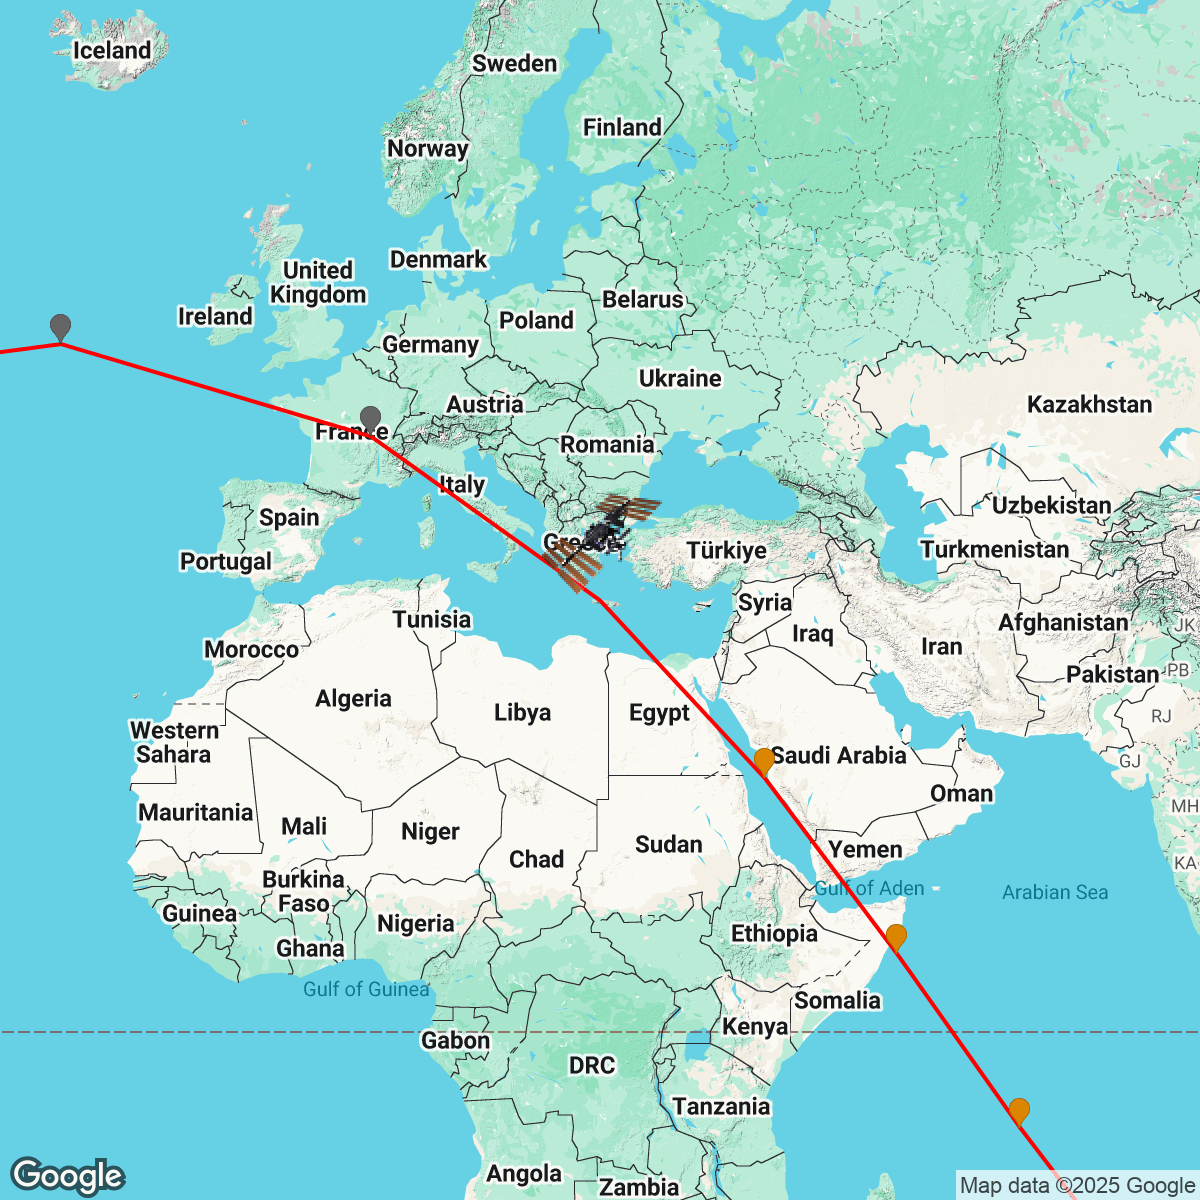 Iceland
Sweden
Finland
Norway
Denmark
United
Kingdom
Ireland
Belarus
Poland
Germany
Ukraine
Austria
Kazakhstan
France
Romania
Italy
Uzbekistan
Spain
Greece
Türkiye
Turkmenistan
Portugal
Syria
Tunisia
Iraq
Afghanistan
JK
Morocco
Iran
Pakistan
PB
Algeria
Libya
Egypt
RJ
Western
Sahara
Saudi Arabia
GJ
Oman
MH
Mauritania
Mali
Niger
Sudan
Yemen
Chad
KA
Burkina
Faso
Gulf of Aden
Arabian Sea
Guinea
Nigeria
Ethiopia
Ghana
Gulf of Guinea
Somalia
Kenya
Gabon
DRC
Tanzania
Angola
Zambia
Google
Map data ©2025 Google